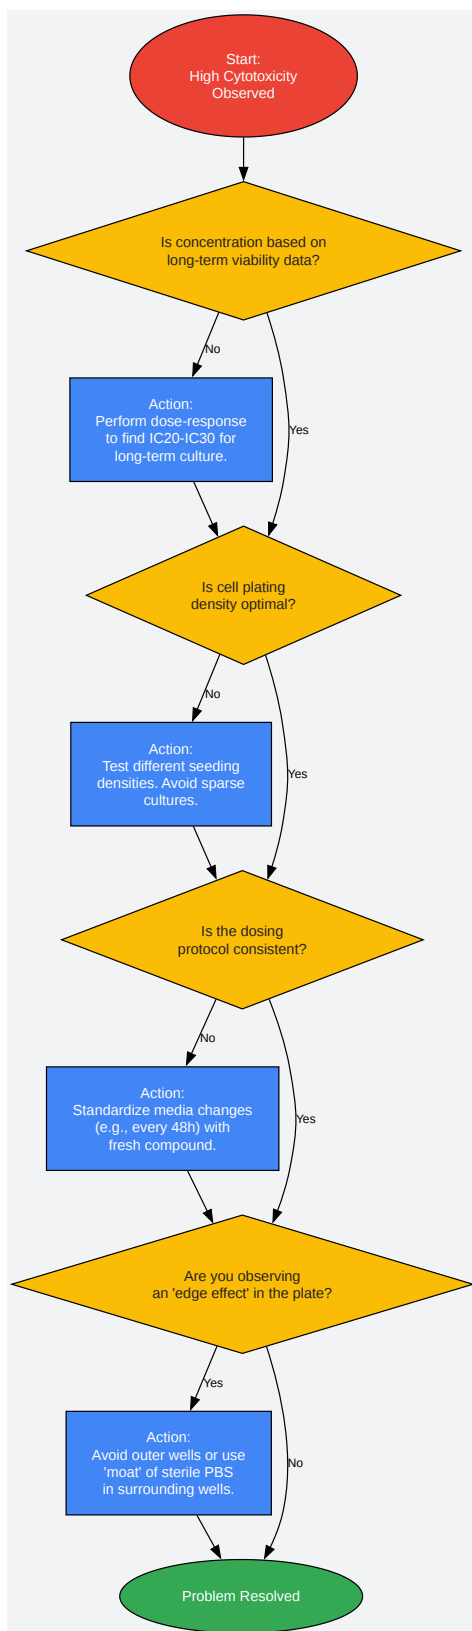 Start:
High Cytotoxicity
Observed
Is concentration based on
long-term viability data?
No
Yes
Action:
Perform dose-response
to find IC20-IC30 for
long-term culture.
Is cell plating
density optimal?
No
Yes
Action:
Test different seeding
densities. Avoid sparse
cultures.
Is the dosing
protocol consistent?
No
Yes
Action:
Standardize media changes
(e.g., every 48h) with
fresh compound.
Are you observing
an 'edge effect' in the plate?
Yes
No
Action:
Avoid outer wells or use
'moat' of sterile PBS
in surrounding wells.
Problem Resolved